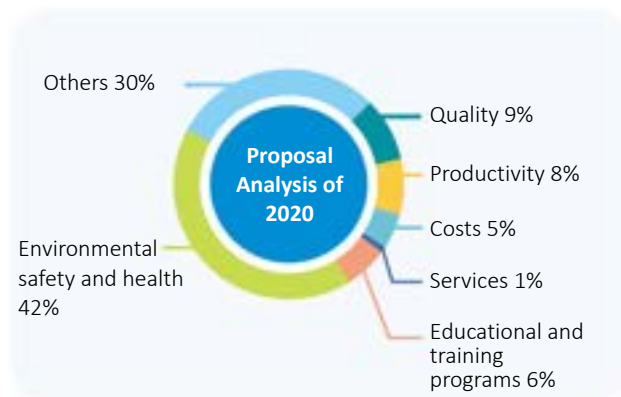 Others 30%
Quality 9%
Proposal
Analysis of
2020
Productivity 8%
Costs 5%
Environmental
safety and health
42%
Services 1%
Educational and
training
programs 6%